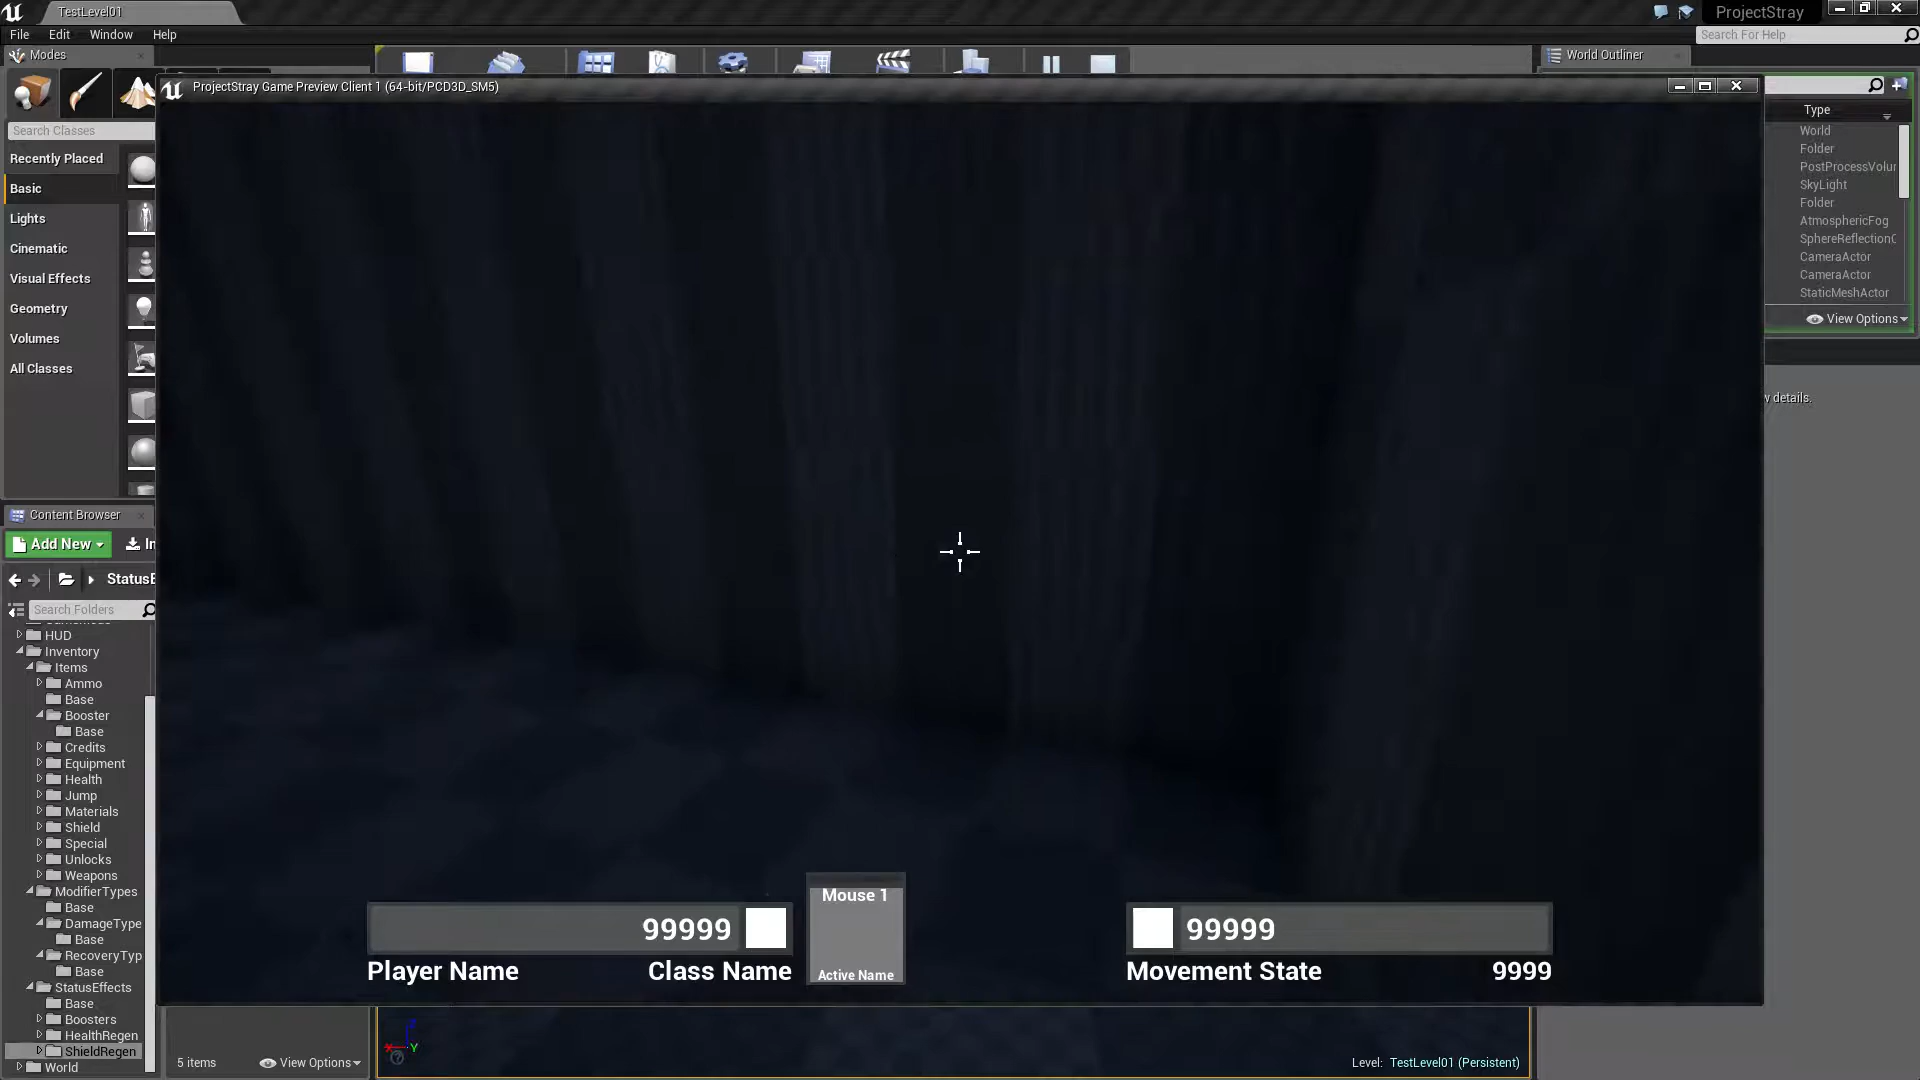 TestLevel01
ProjectStray
File Edit Window Help
Search For Help
Modes
World Outliner
ProjectStray Game Preview Client 1 (64-bit/PCD3D_SM5)
Search Classes
Type
Recently Placed
Basic
Lights
Cinematic
Visual Effects
Geometry
Volumes
All Classes
World
Folder
PostProcessVolu
SkyLight
Folder
AtmosphericFog
SphereReflectionC
CameraActor
CameraActor
StaticMeshActor
View Options
details.
Content Browser
Add New
StatusE
Search Folders
HUD
Inventory
Items
Ammo
Base
Booster
Base
Credits
Equipment
Health
Jump
Materials
Shield
Special
Unlocks
Weapons
ModifierTypes
Base
DamageType
Base
RecoveryTyp
Base
StatusEffects
Base
Boosters
HealthRegen
ShieldRegen
World
Mouse 1
99999
Player Name
Class Name
Active Name
99999
Movement State
9999
5 items
View Options
Y
Level: TestLevel01 (Persistent)